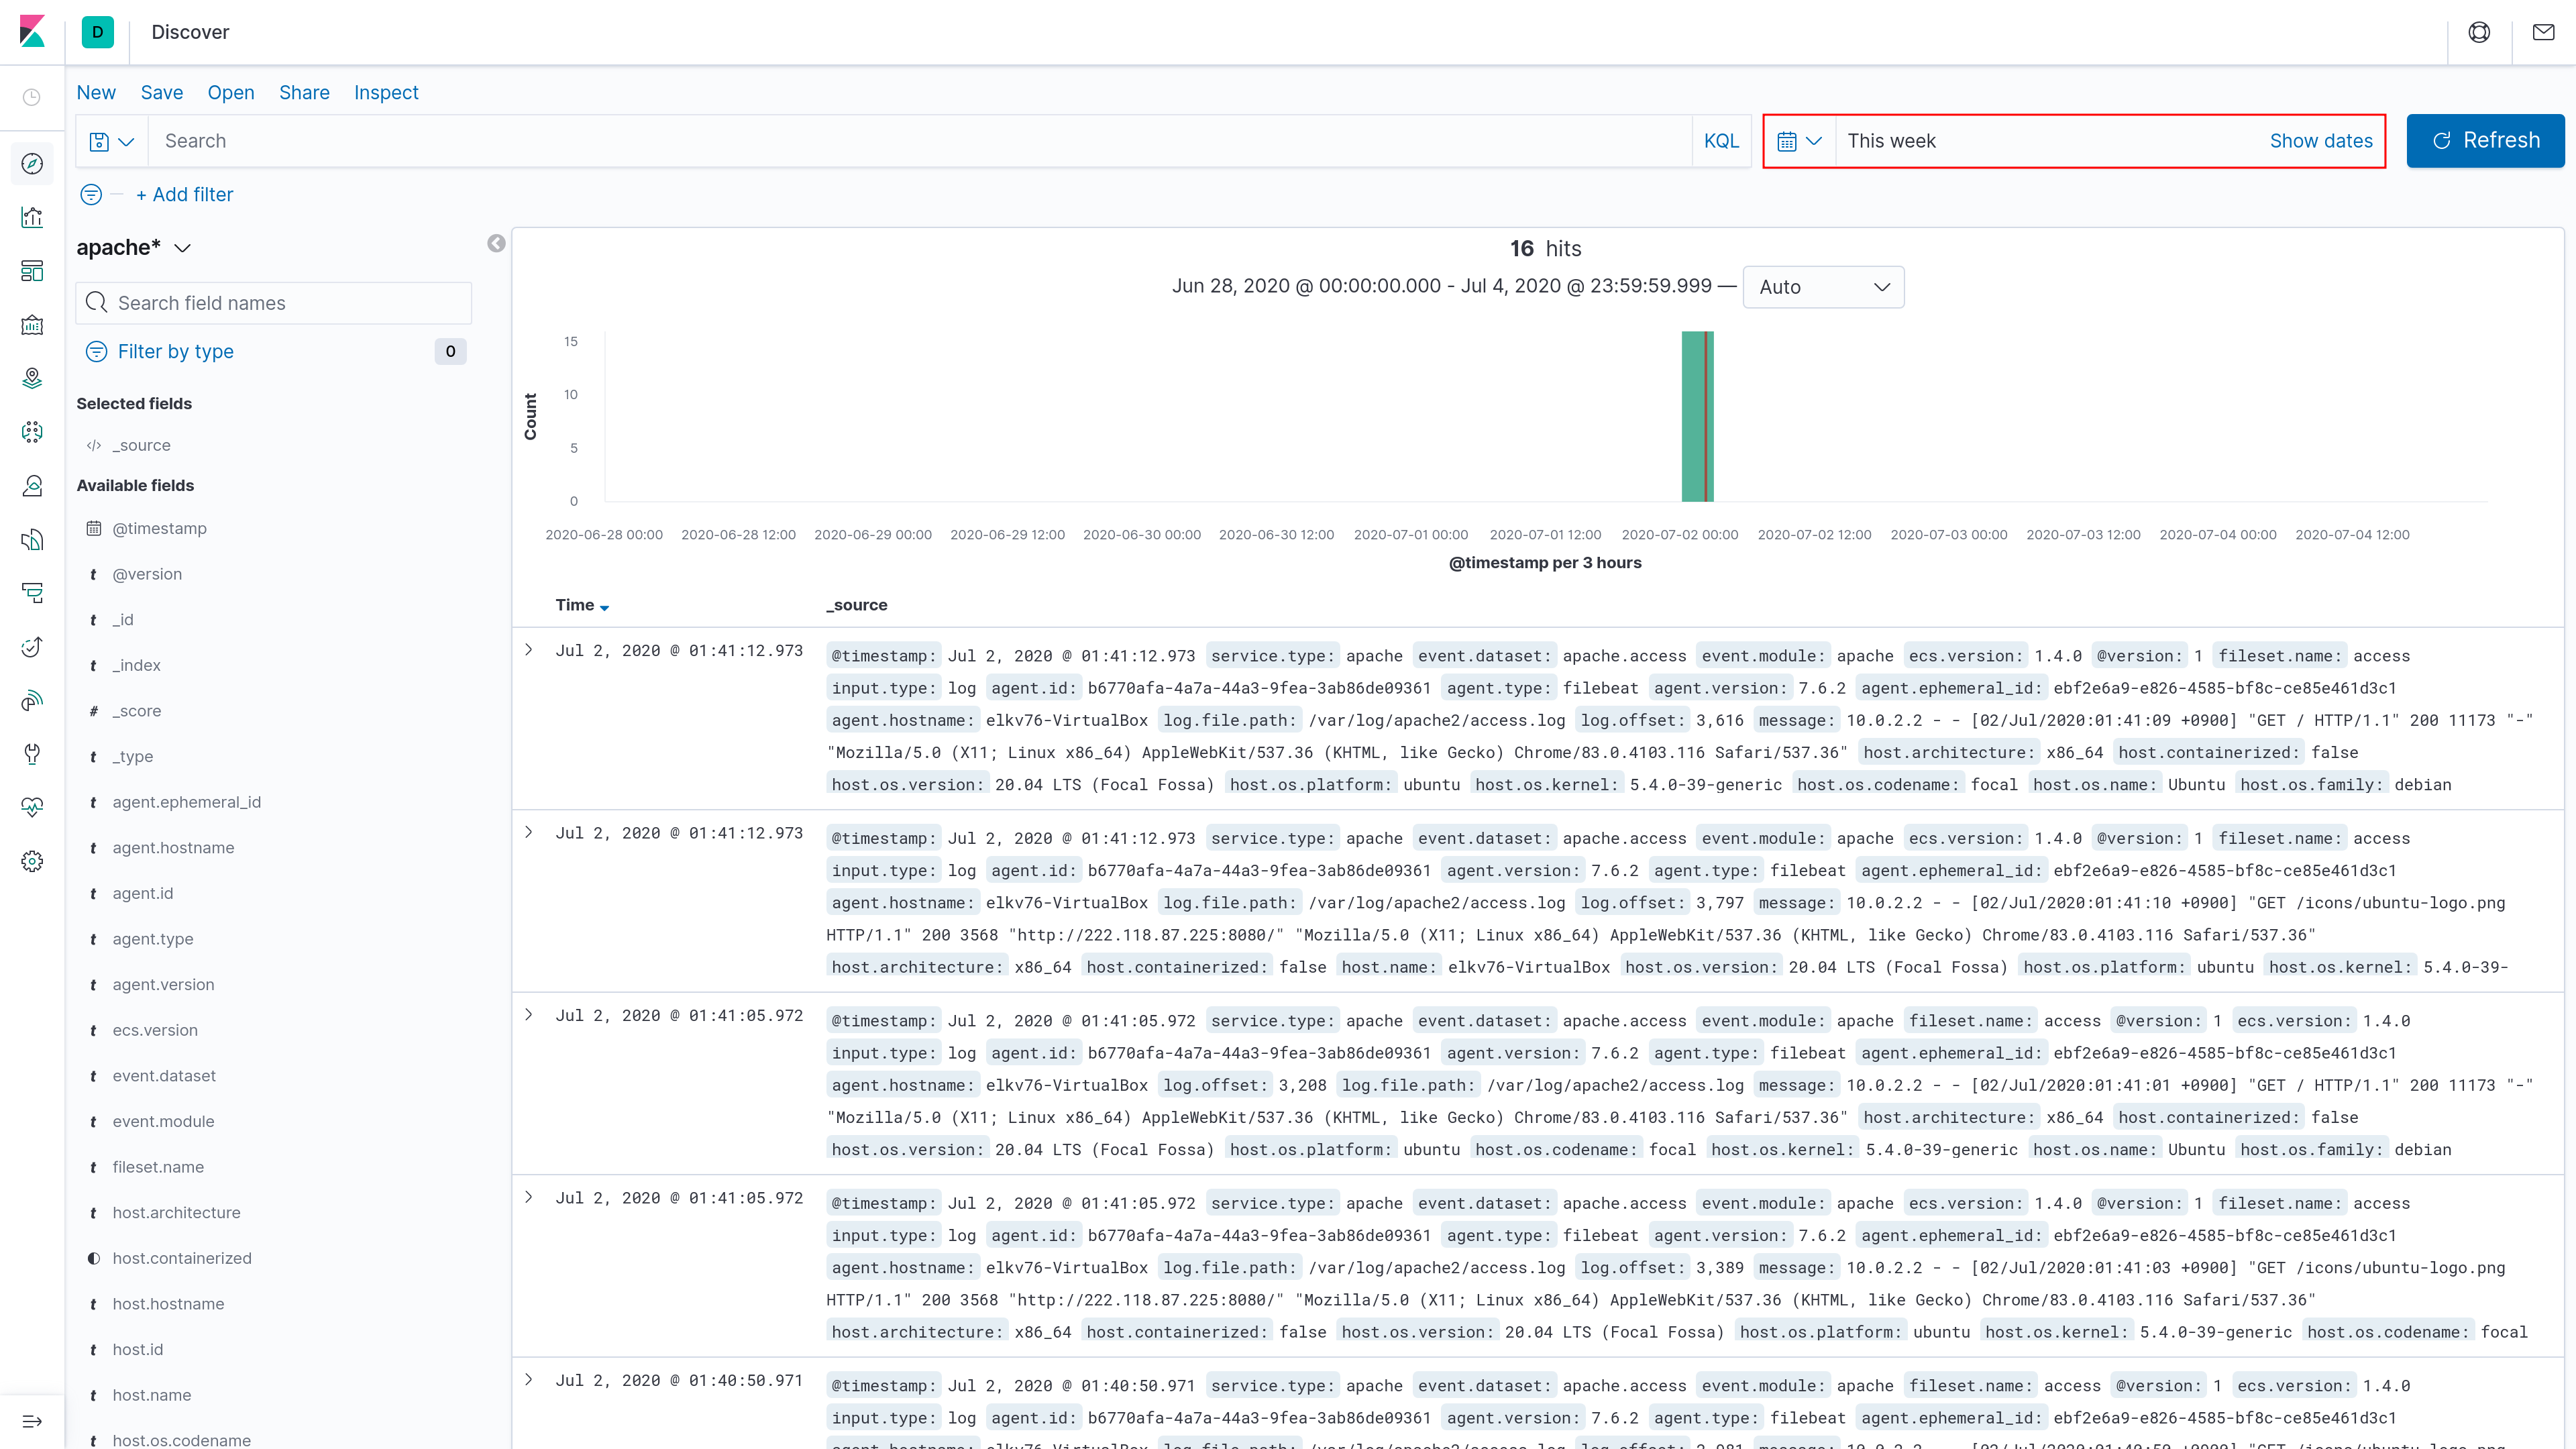 D Discover
New Save Open Share Inspect
Search KQL This week Show dates Refresh
+ Add filter
apache*
Search field names
Filter by type 0
Selected fields
_source
Available fields
@timestamp
@version
_id
_index
_score
_type
agent.ephemeral_id
agent.hostname
agent.id
agent.type
agent.version
ecs.version
event.dataset
event.module
fileset.name
host.architecture
host.containerized
host.hostname
host.id
host.name
host.os.codename
16 hits
Jun 28, 2020 @ 00:00:00.000 - Jul 4, 2020 @ 23:59:59.999 — Auto
Count
15
10
5
0
2020-06-28 00:00 2020-06-28 12:00 2020-06-29 00:00 2020-06-29 12:00 2020-06-30 00:00 2020-06-30 12:00 2020-07-01 00:00 2020-07-01 12:00 2020-07-02 00:00 2020-07-02 12:00 2020-07-03 00:00 2020-07-03 12:00 2020-07-04 00:00 2020-07-04 12:00
@timestamp per 3 hours
Time _source
Jul 2, 2020 @ 01:41:12.973 @timestamp: Jul 2, 2020 @ 01:41:12.973 service.type: apache event.dataset: apache.access event.module: apache ecs.version: 1.4.0 @version: 1 fileset.name: access
input.type: log agent.id: b6770afa-4a7a-44a3-9fea-3ab86de09361 agent.type: filebeat agent.version: 7.6.2 agent.ephemeral_id: ebf2e6a9-e826-4585-bf8c-ce85e461d3c1
agent.hostname: elkv76-VirtualBox log.file.path: /var/log/apache2/access.log log.offset: 3,616 message: 10.0.2.2 - - [02/Jul/2020:01:41:09 +0900] "GET / HTTP/1.1" 200 11173 "-"
"Mozilla/5.0 (X11; Linux x86_64) AppleWebKit/537.36 (KHTML, like Gecko) Chrome/83.0.4103.116 Safari/537.36" host.architecture: x86_64 host.containerized: false
host.os.version: 20.04 LTS (Focal Fossa) host.os.platform: ubuntu host.os.kernel: 5.4.0-39-generic host.os.codename: focal host.os.name: Ubuntu host.os.family: debian
Jul 2, 2020 @ 01:41:12.973 @timestamp: Jul 2, 2020 @ 01:41:12.973 service.type: apache event.dataset: apache.access event.module: apache ecs.version: 1.4.0 @version: 1 fileset.name: access
input.type: log agent.id: b6770afa-4a7a-44a3-9fea-3ab86de09361 agent.version: 7.6.2 agent.type: filebeat agent.ephemeral_id: ebf2e6a9-e826-4585-bf8c-ce85e461d3c1
agent.hostname: elkv76-VirtualBox log.file.path: /var/log/apache2/access.log log.offset: 3,797 message: 10.0.2.2 - - [02/Jul/2020:01:41:10 +0900] "GET /icons/ubuntu-logo.png
HTTP/1.1" 200 3568 "http://222.118.87.225:8080/" "Mozilla/5.0 (X11; Linux x86_64) AppleWebKit/537.36 (KHTML, like Gecko) Chrome/83.0.4103.116 Safari/537.36"
host.architecture: x86_64 host.containerized: false host.name: elkv76-VirtualBox host.os.version: 20.04 LTS (Focal Fossa) host.os.platform: ubuntu host.os.kernel: 5.4.0-39-
Jul 2, 2020 @ 01:41:05.972 @timestamp: Jul 2, 2020 @ 01:41:05.972 service.type: apache event.dataset: apache.access event.module: apache fileset.name: access @version: 1 ecs.version: 1.4.0
input.type: log agent.id: b6770afa-4a7a-44a3-9fea-3ab86de09361 agent.version: 7.6.2 agent.type: filebeat agent.ephemeral_id: ebf2e6a9-e826-4585-bf8c-ce85e461d3c1
agent.hostname: elkv76-VirtualBox log.offset: 3,208 log.file.path: /var/log/apache2/access.log message: 10.0.2.2 - - [02/Jul/2020:01:41:01 +0900] "GET / HTTP/1.1" 200 11173 "-"
"Mozilla/5.0 (X11; Linux x86_64) AppleWebKit/537.36 (KHTML, like Gecko) Chrome/83.0.4103.116 Safari/537.36" host.architecture: x86_64 host.containerized: false
host.os.version: 20.04 LTS (Focal Fossa) host.os.platform: ubuntu host.os.codename: focal host.os.kernel: 5.4.0-39-generic host.os.name: Ubuntu host.os.family: debian
Jul 2, 2020 @ 01:41:05.972 @timestamp: Jul 2, 2020 @ 01:41:05.972 service.type: apache event.dataset: apache.access event.module: apache ecs.version: 1.4.0 @version: 1 fileset.name: access
input.type: log agent.id: b6770afa-4a7a-44a3-9fea-3ab86de09361 agent.type: filebeat agent.version: 7.6.2 agent.ephemeral_id: ebf2e6a9-e826-4585-bf8c-ce85e461d3c1
agent.hostname: elkv76-VirtualBox log.file.path: /var/log/apache2/access.log log.offset: 3,389 message: 10.0.2.2 - - [02/Jul/2020:01:41:03 +0900] "GET /icons/ubuntu-logo.png
HTTP/1.1" 200 3568 "http://222.118.87.225:8080/" "Mozilla/5.0 (X11; Linux x86_64) AppleWebKit/537.36 (KHTML, like Gecko) Chrome/83.0.4103.116 Safari/537.36"
host.architecture: x86_64 host.containerized: false host.os.version: 20.04 LTS (Focal Fossa) host.os.platform: ubuntu host.os.kernel: 5.4.0-39-generic host.os.codename: focal
Jul 2, 2020 @ 01:40:50.971 @timestamp: Jul 2, 2020 @ 01:40:50.971 service.type: apache event.dataset: apache.access event.module: apache fileset.name: access @version: 1 ecs.version: 1.4.0
input.type: log agent.id: b6770afa-4a7a-44a3-9fea-3ab86de09361 agent.version: 7.6.2 agent.type: filebeat agent.ephemeral_id: ebf2e6a9-e826-4585-bf8c-ce85e461d3c1